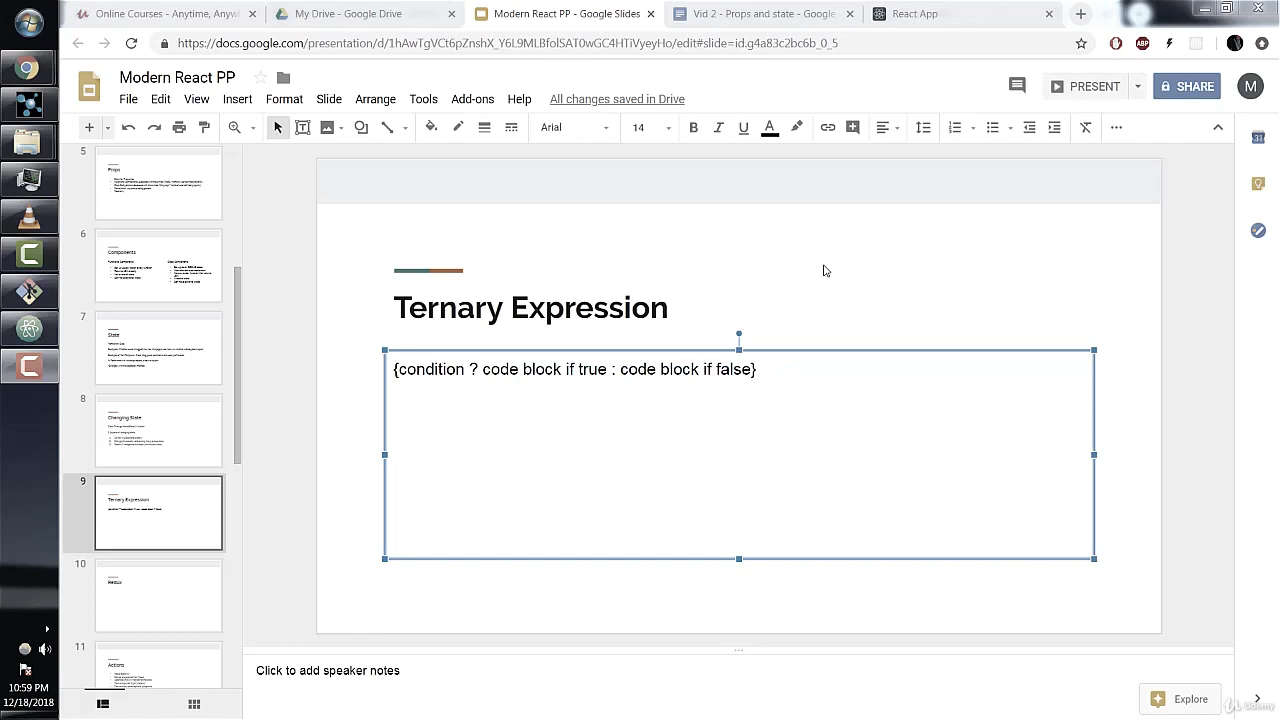 Online Courses - Anytime, Anyw
My Drive - Google Drive
Modern React PP - Google Slides
Vid 2 - Props and state - Google
React App
https://docs.google.com/presentation/d/1hAwTgVCf6nZnehX_Y6L9MLBfolSAT0wGC4HTiVyeyHo/edit#slide=id.g4a83c2bc6b_0_5
ABP
Modern React PP
File Edit View Insert Format Slide Arrange Tools Add-ons Help All changes saved in Drive
PRESENT
SHARE
M
Arial
14
B I U A
31
5
Props
6
Components
7
State
8
Changing State
9
Ternary Expression
10
Redux
11
Actions
Ternary Expression
{condition ? code block if true : code block if false}
Click to add speaker notes
Explore
10:59 PM
12/18/2018
Udemy